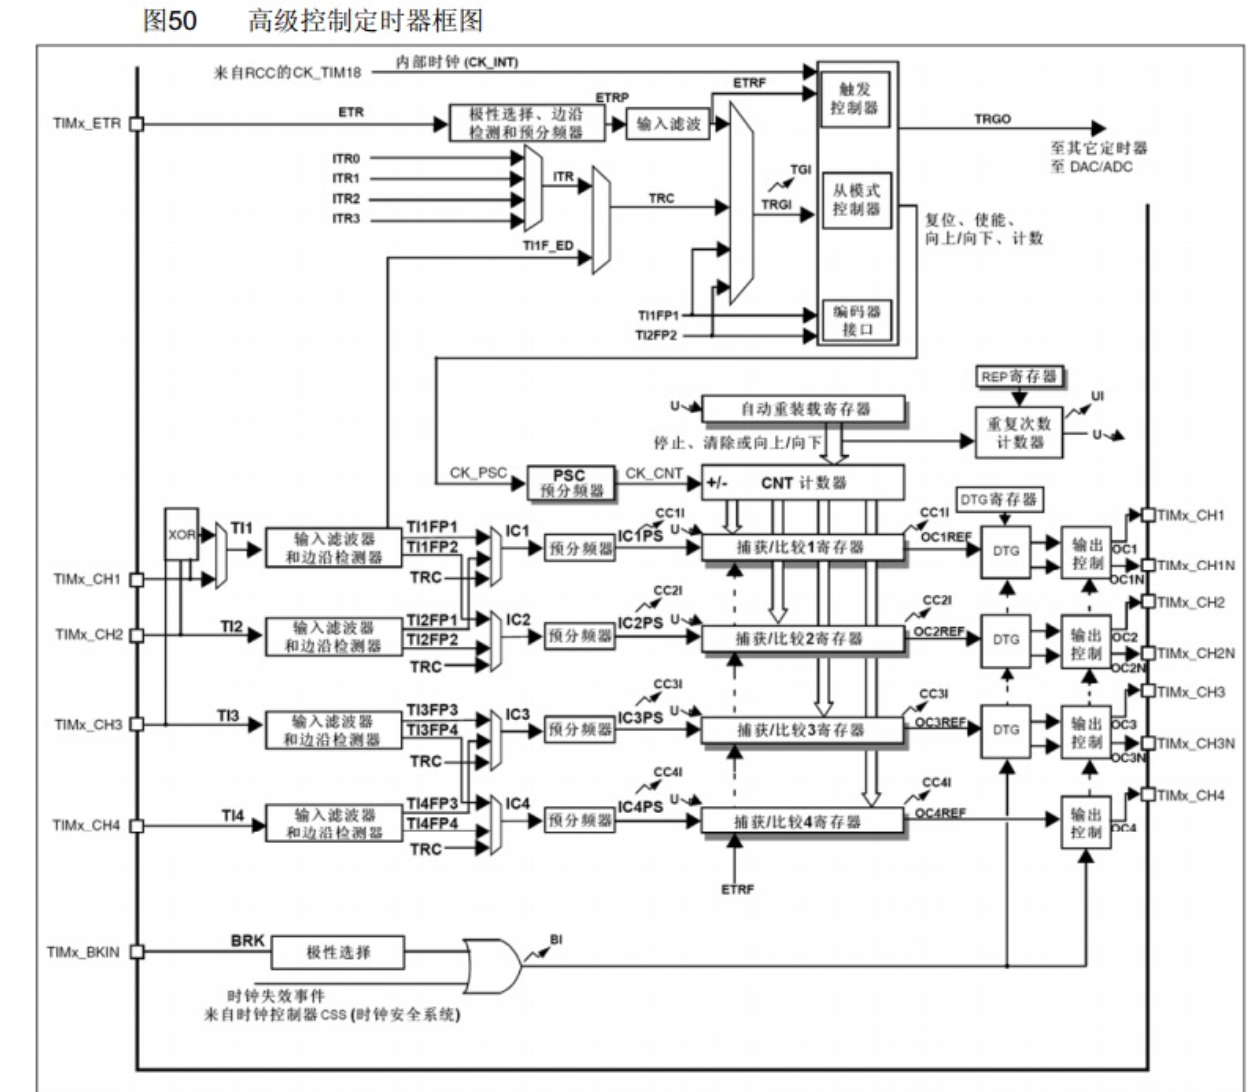 图50 高级控制定时器框图
来自RCC的CK_TIM18
内部时钟 (CK_INT)
ETRF
触发
控制器
TIMx_ETR
ETR
极性选择、边沿
检测和预分频器
ETRP
输入滤波
TRGO
至其它定时器
至 DAC/ADC
ITR0
ITR1
ITR2
ITR3
ITR
TRC
TGI
TRGI
从模式
控制器
复位、使能、
向上/向下、计数
TI1F_ED
TI1FP1
TI2FP2
编码器
接口
REP寄存器
U
自动重装载寄存器
UI
重复次数
计数器
U
停止、清除或向上/向下
CK_PSC
PSC
预分频器
CK_CNT
+/-
CNT 计数器
DTG寄存器
XOR
TI1
输入滤波器
和边沿检测器
TI1FP1
TI1FP2
TRC
IC1
预分频器
IC1PS
CC1I
U
捕获/比较1寄存器
CC1I
OC1REF
DTG
输出
控制
OC1
OC1N
TIMx_CH1
TIMx_CH1N
TIMx_CH1
TIMx_CH2
TI2
输入滤波器
和边沿检测器
TI2FP1
TI2FP2
TRC
IC2
预分频器
IC2PS
CC2I
U
捕获/比较2寄存器
CC2I
OC2REF
DTG
输出
控制
OC2
OC2N
TIMx_CH2
TIMx_CH2N
TIMx_CH3
TI3
输入滤波器
和边沿检测器
TI3FP3
TI3FP4
TRC
IC3
预分频器
IC3PS
CC3I
U
捕获/比较3寄存器
CC3I
OC3REF
DTG
输出
控制
OC3
OC3N
TIMx_CH3
TIMx_CH3N
TIMx_CH4
TI4
输入滤波器
和边沿检测器
TI4FP3
TI4FP4
TRC
IC4
预分频器
IC4PS
CC4I
U
捕获/比较4寄存器
CC4I
OC4REF
输出
控制
OC4
TIMx_CH4
ETRF
TIMx_BKIN
BRK
极性选择
BI
时钟失效事件
来自时钟控制器CSS (时钟安全系统)